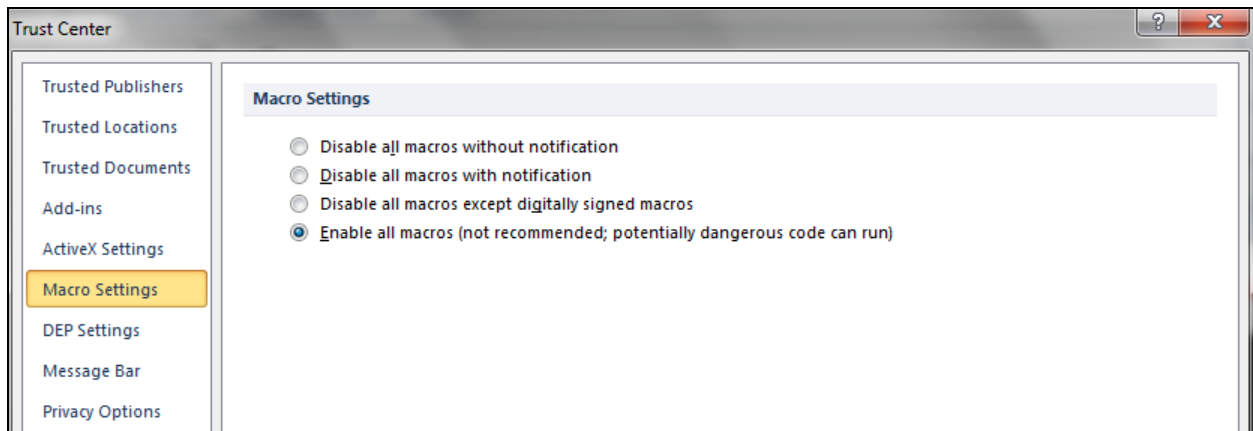 Trust Center
?
X
Trusted Publishers
Trusted Locations
Trusted Documents
Add-ins
ActiveX Settings
Macro Settings
DEP Settings
Message Bar
Privacy Options
Macro Settings
Disable all macros without notification
Disable all macros with notification
Disable all macros except digitally signed macros
Enable all macros (not recommended; potentially dangerous code can run)